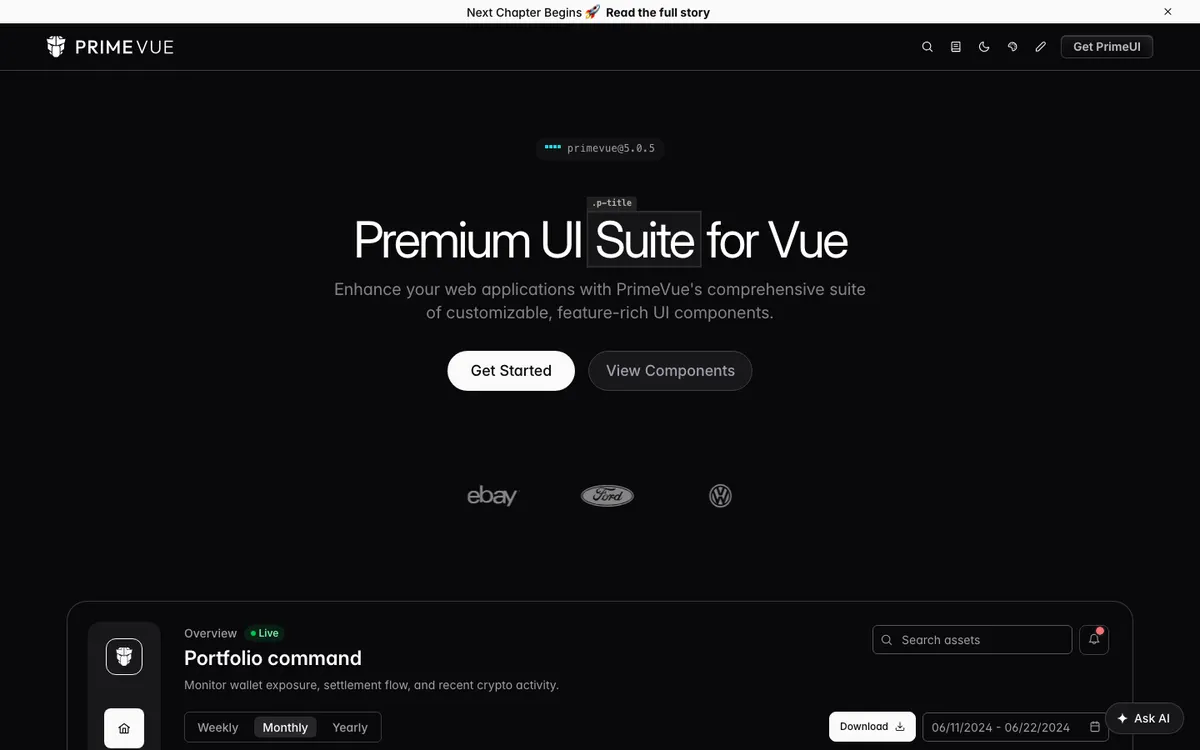 Next Chapter Begins 🚀 Read the full story
PRIMEVUE
Get PrimeUI
primevue@5.0.5
.p-title
Premium UI Suite for Vue
Enhance your web applications with PrimeVue's comprehensive suite
of customizable, feature-rich UI components.
Get Started
View Components
ebay
Ford
VW
Overview
Live
Portfolio command
Monitor wallet exposure, settlement flow, and recent crypto activity.
Search assets
Weekly
Monthly
Yearly
Download
06/11/2024 - 06/22/2024
Ask AI